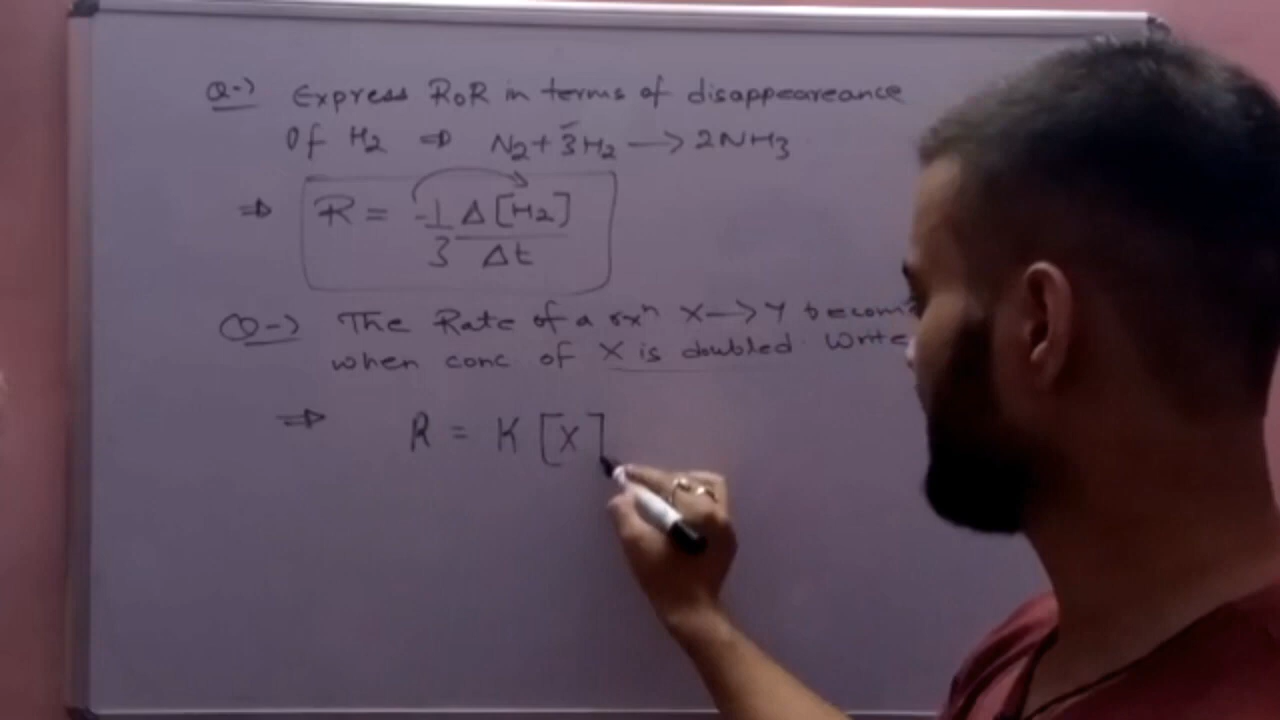 Q-> Express RoR in terms of disappeareance
Of H2 ⇒ N2 + 3H2 —> 2NH3
⇒ R = -1/3 Δ[H2]/Δt
Q-> The Rate of a rxn X—>Y becom
when conc of X is doubled. Write
⇒ R = K [X]